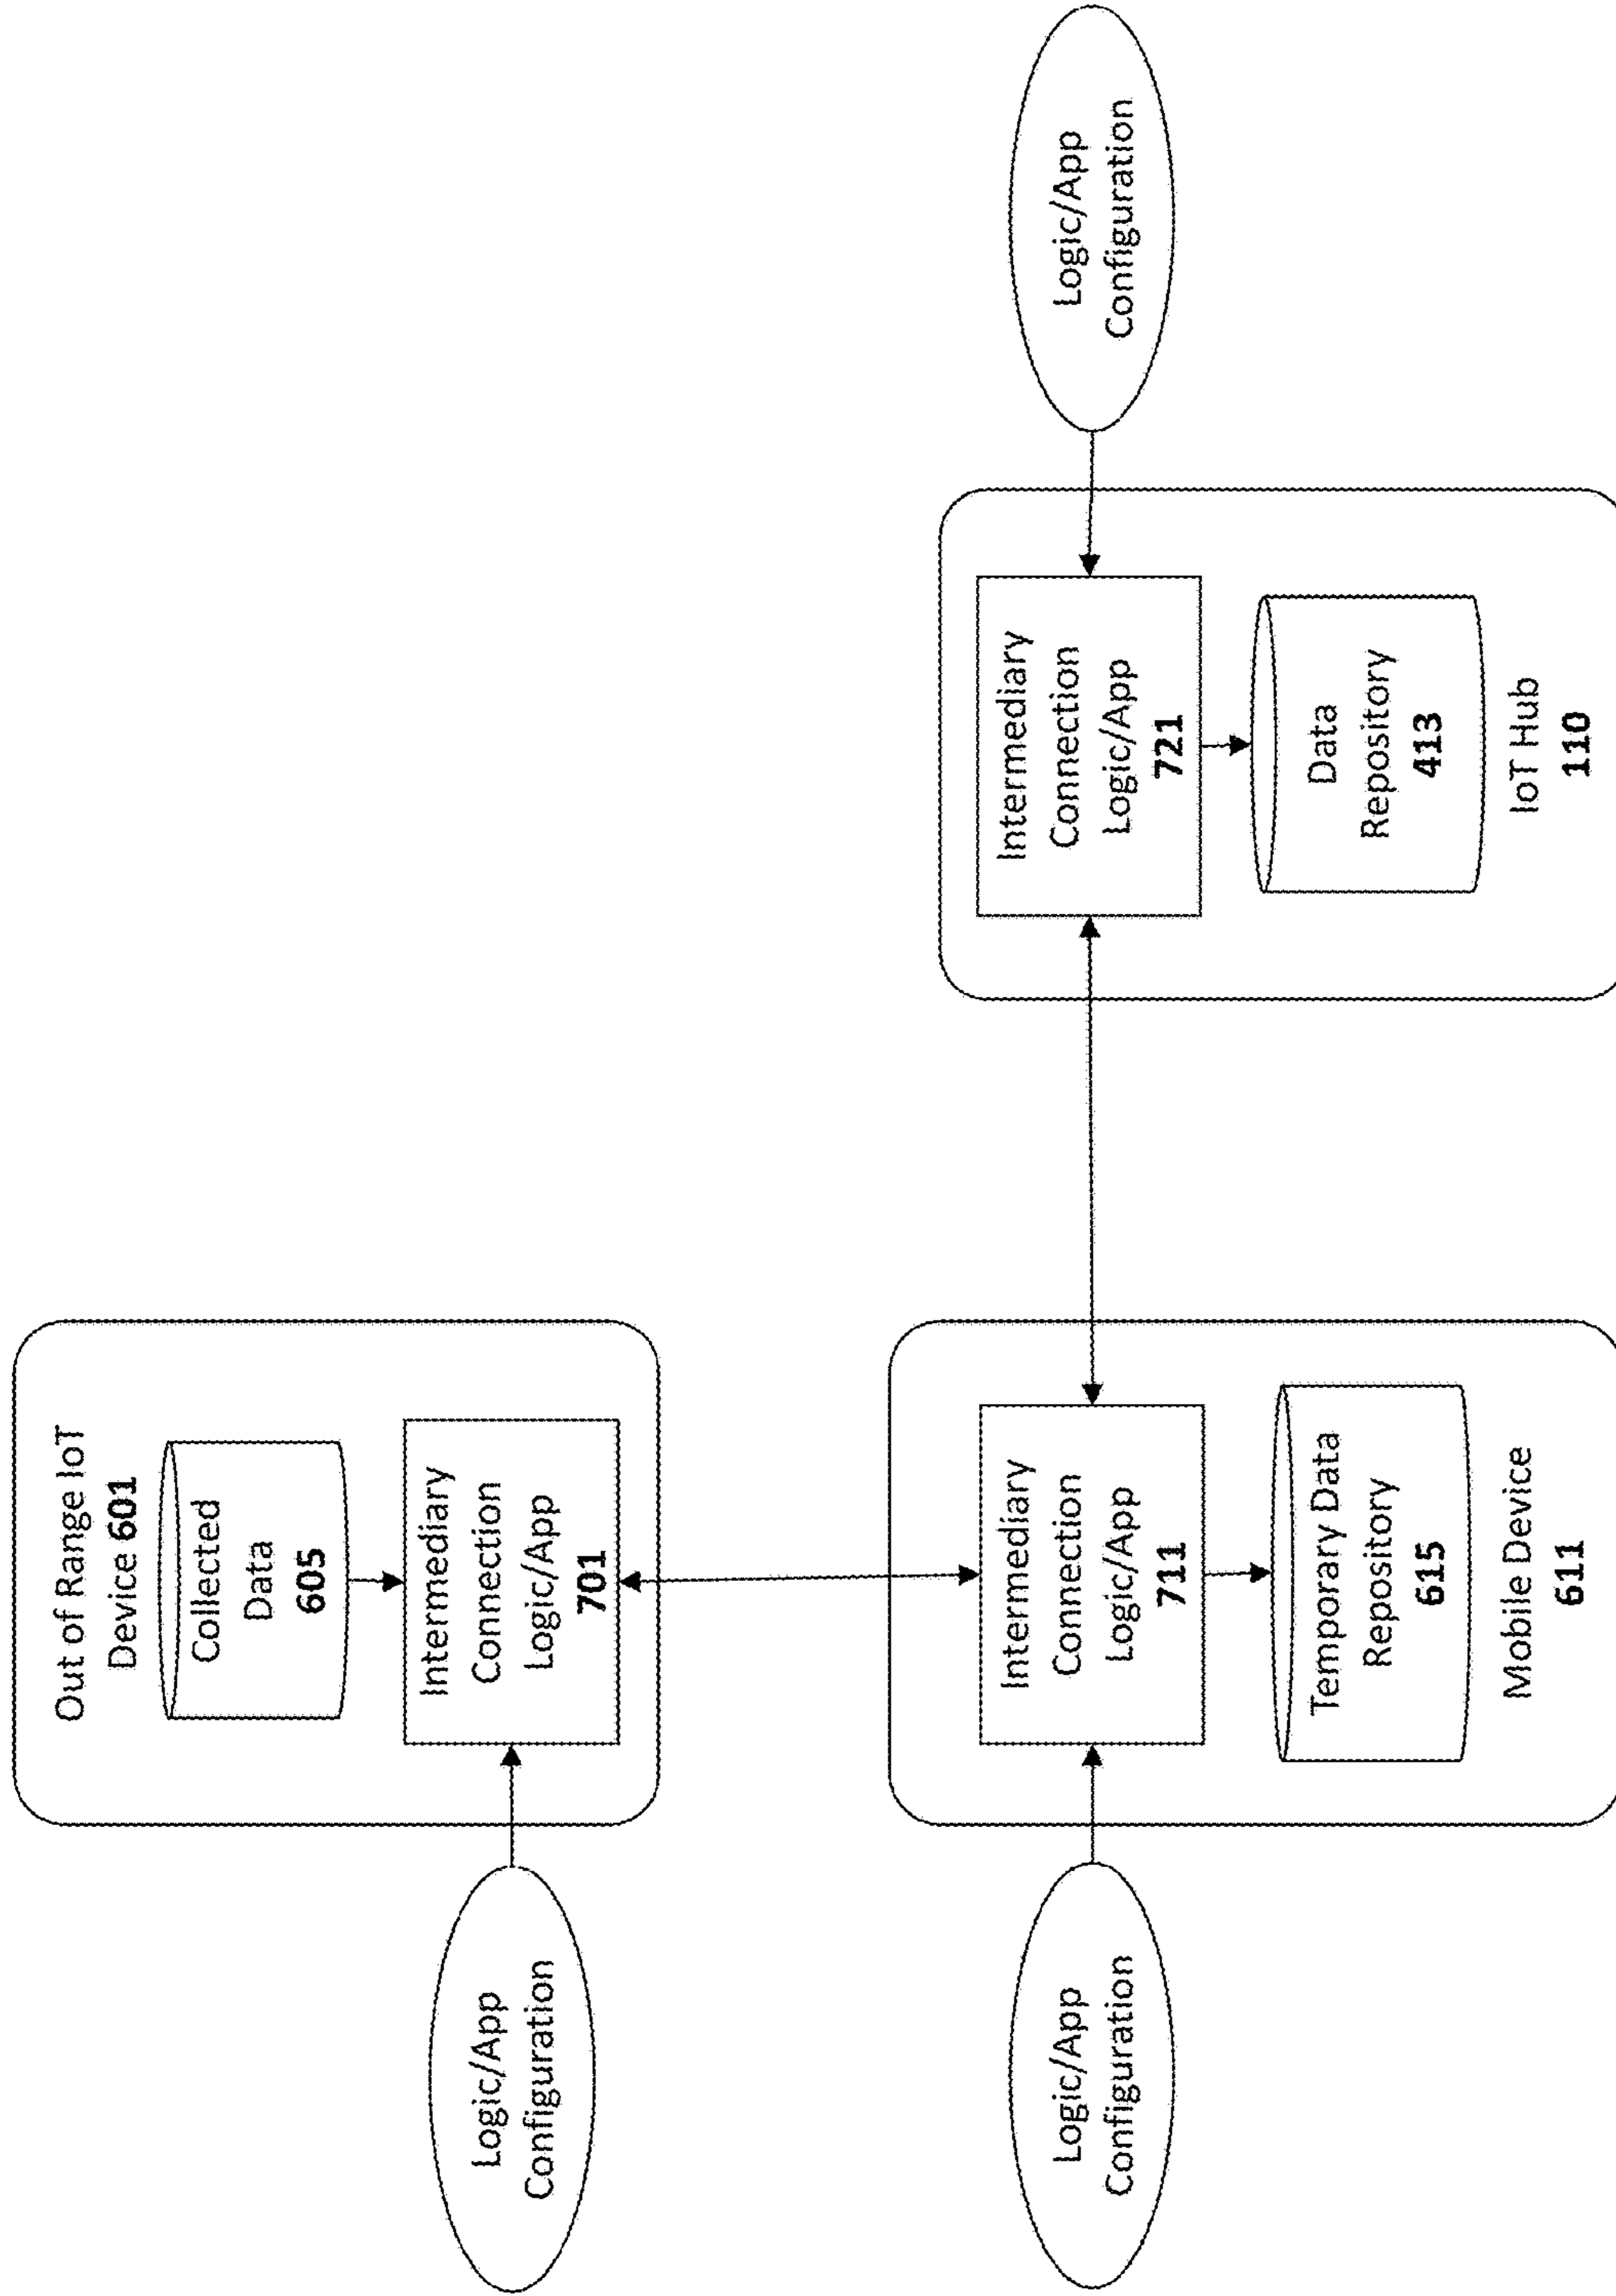 Out of Range IoT
Device 601
Collected
Data
605
Intermediary
Connection
Logic/App
701
Logic/App
Configuration
Logic/App
Configuration
Intermediary
Connection
Logic/App
711
Temporary Data
Repository
615
Mobile Device
611
Intermediary
Connection
Logic/App
721
Data
Repository
413
IoT Hub
110
Logic/App
Configuration